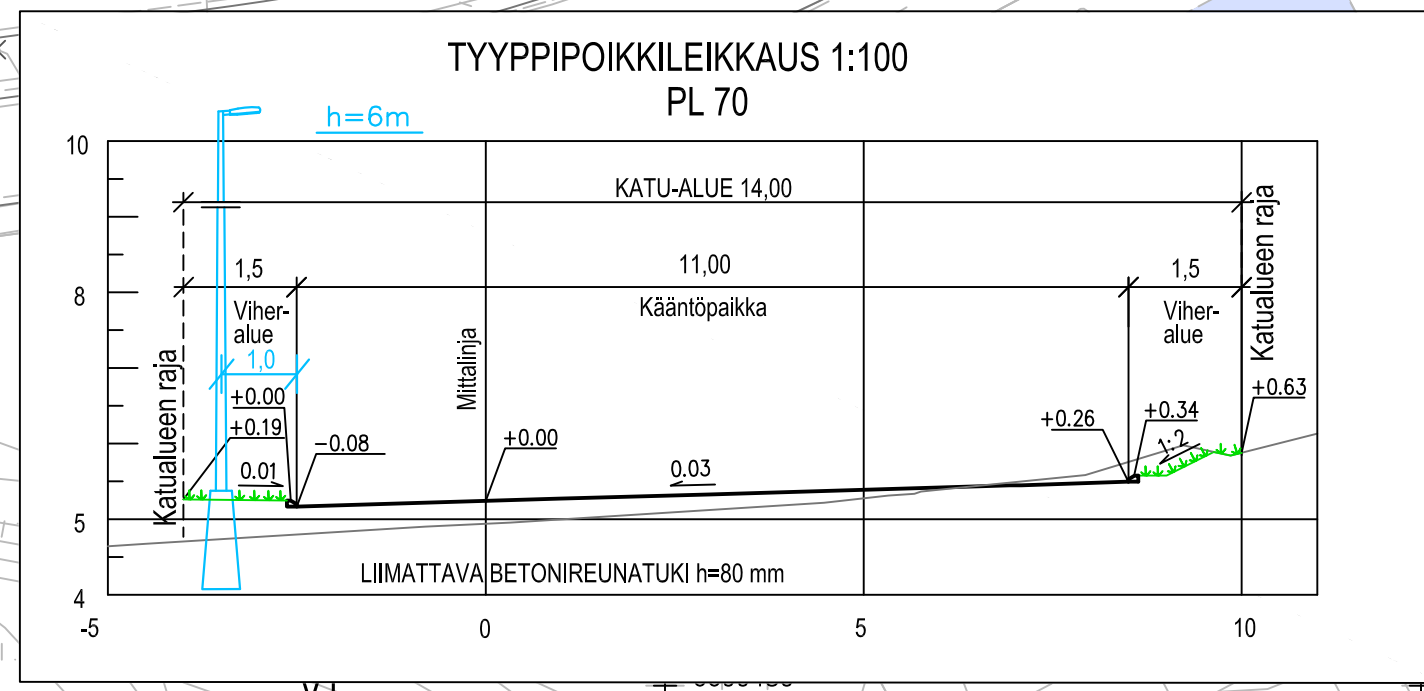 TYYPPIPOIKKILEIKKAUS 1:100
PL 70
h=6m
10
KATU-ALUE 14,00
Katualueen raja
1,5
11,00
1,5
8
Viher-
alue
Kääntöpaikka
Viher-
alue
1,0
Mittalinja
Katualueen raja
+0.00
+0.19
-0.08
+0.00
+0.26
+0.34
+0.63
1:2
0.01
0.03
5
LIIMATTAVA BETONIREUNATUKI h=80 mm
4
-5
0
5
10